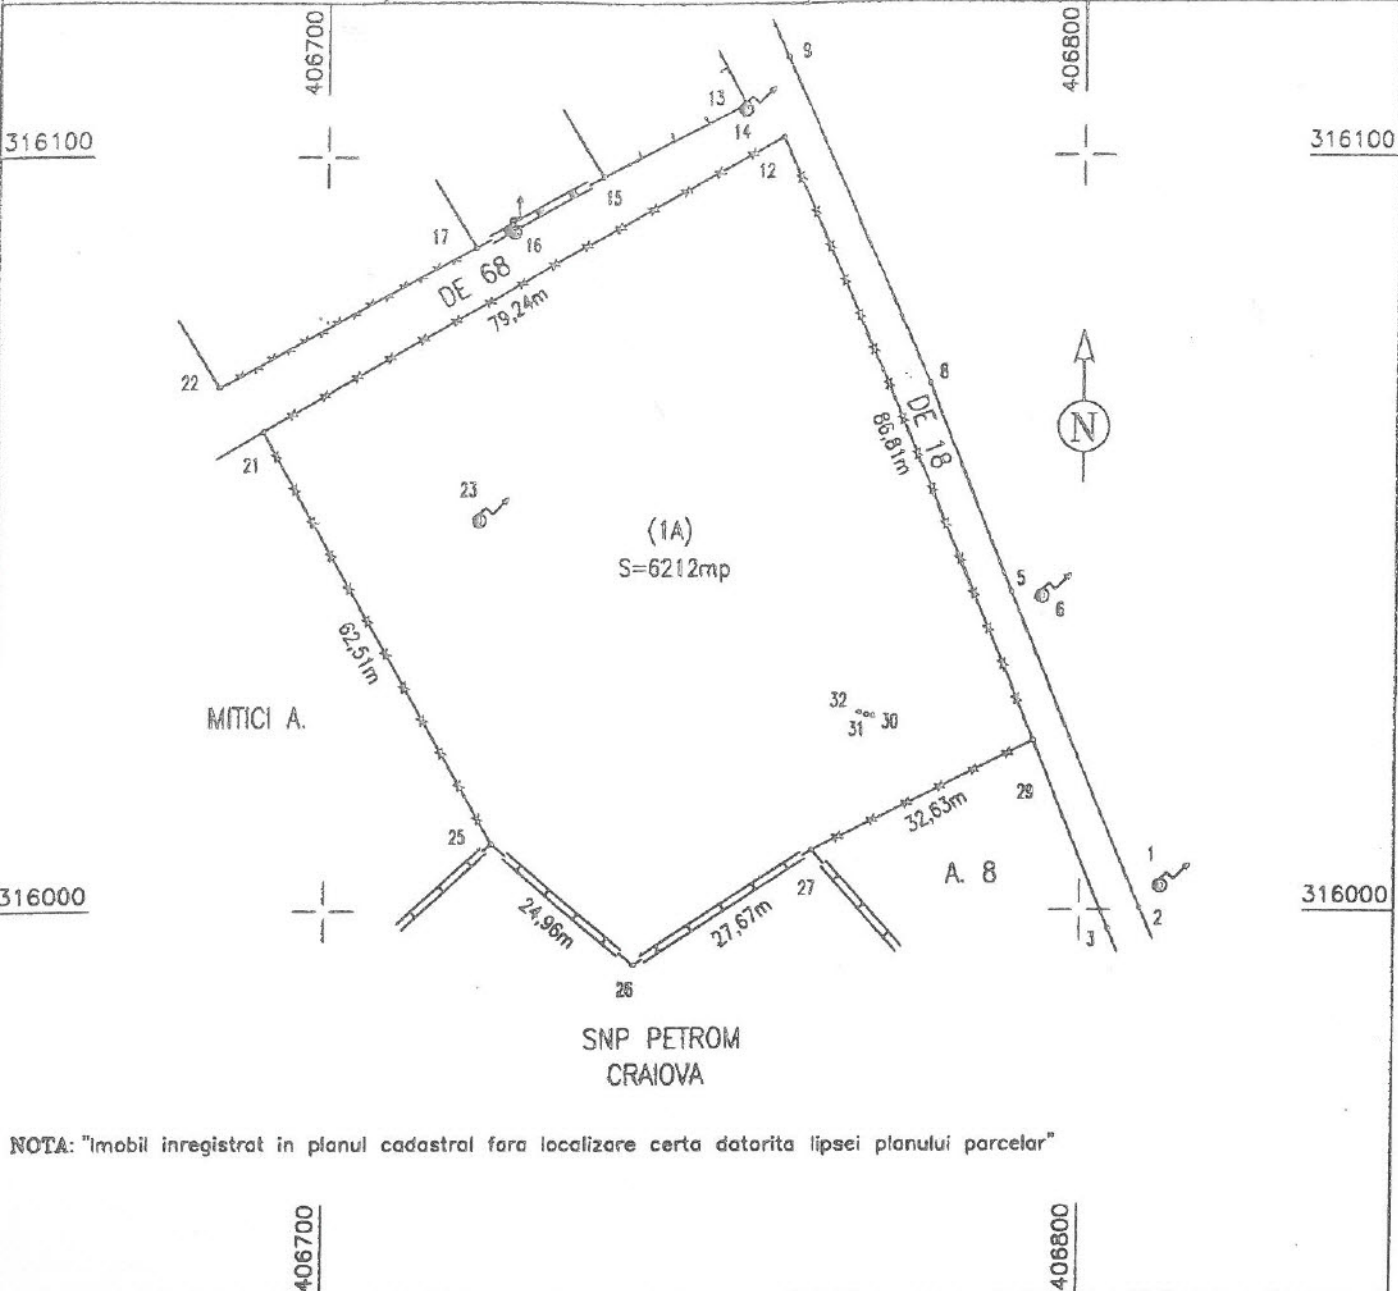 406700
406800
9
13
14
316100
316100
12
15
17
16
DE 68
79,24m
22
8
DE 18
86,81m
N
21
23
(1A)
S=6212mp
5
6
62,51m
32
31
30
MITICI A.
29
32,63m
25
27
A. 8
1
316000
316000
24,96m
27,67m
2
3
26
SNP PETROM
CRAIOVA
NOTA: "Imobil inregistrat in planul cadastral fara localizare certa datorita lipsei planului parcelar"
406700
406800